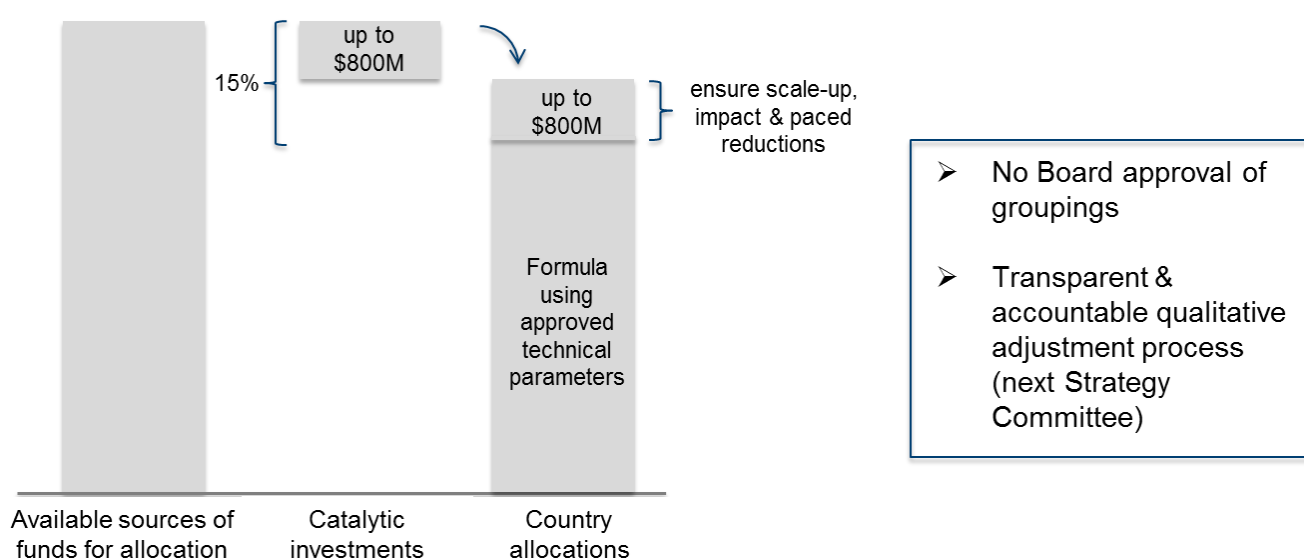 up to
$800M
15%
up to
$800M
ensure scale-up,
impact & paced
reductions
Formula
using
approved
technical
parameters
Available sources of
funds for allocation
Catalytic
investments
Country
allocations
➢ No Board approval of
groupings
➢ Transparent &
accountable qualitative
adjustment process
(next Strategy
Committee)